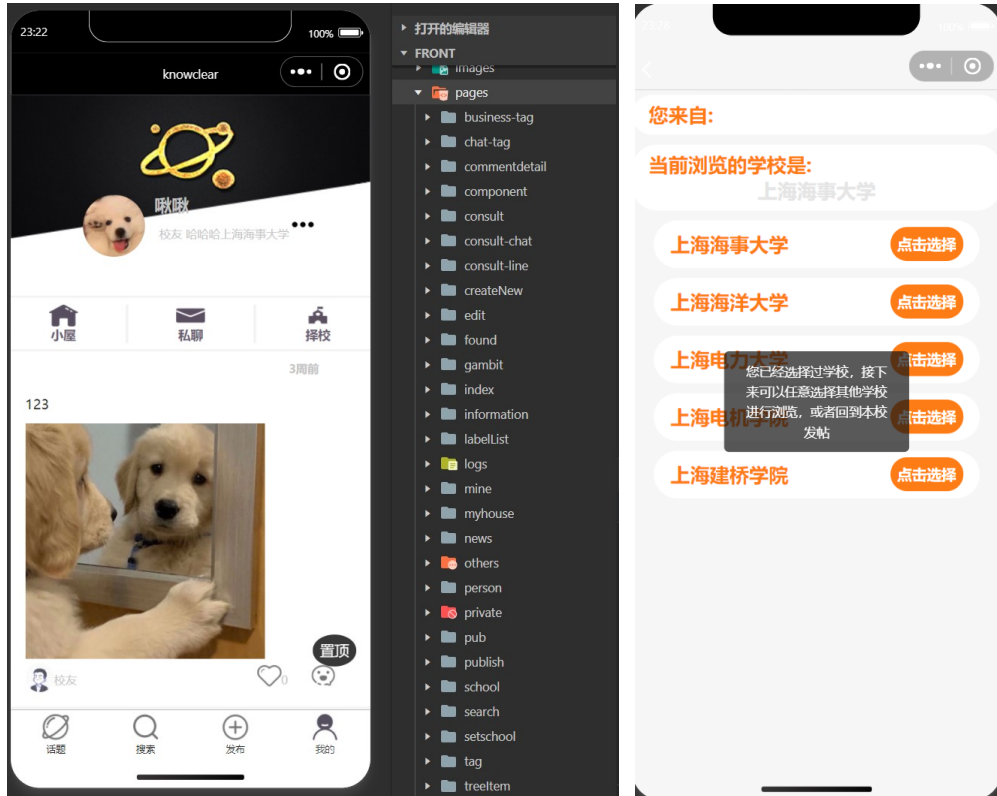 23:22
100%
knowclear
啾啾
校友 哈哈哈上海海事大学
小屋
私聊
择校
3周前
123
置顶
校友
0
话题
搜索
发布
我的
打开的编辑器
FRONT
images
pages
business-tag
chat-tag
commentdetail
component
consult
consult-chat
consult-line
createNew
edit
found
gambit
index
information
labelList
logs
mine
myhouse
news
others
person
private
pub
publish
school
search
setschool
tag
treeItem
您来自:
当前浏览的学校是:
上海海事大学
上海海事大学
点击选择
上海海洋大学
点击选择
上海电力大学
点击选择
上海电机学院
点击选择
上海建桥学院
点击选择
您已经选择过学校，接下
来可以任意选择其他学校
进行浏览，或者回到本校
发帖